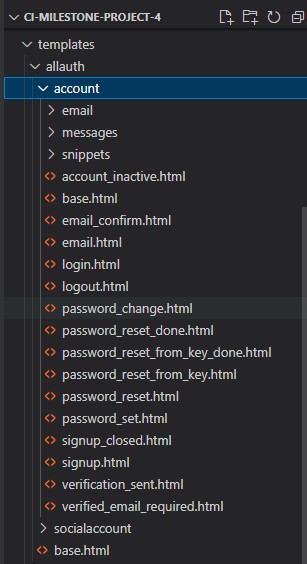 CI-MILESTONE-PROJECT-4
templates
allauth
account
email
messages
snippets
account_inactive.html
base.html
email_confirm.html
email.html
login.html
logout.html
password_change.html
password_reset_done.html
password_reset_from_key_done.html
password_reset_from_key.html
password_reset.html
password_set.html
signup_closed.html
signup.html
verification_sent.html
verified_email_required.html
socialaccount
base.html